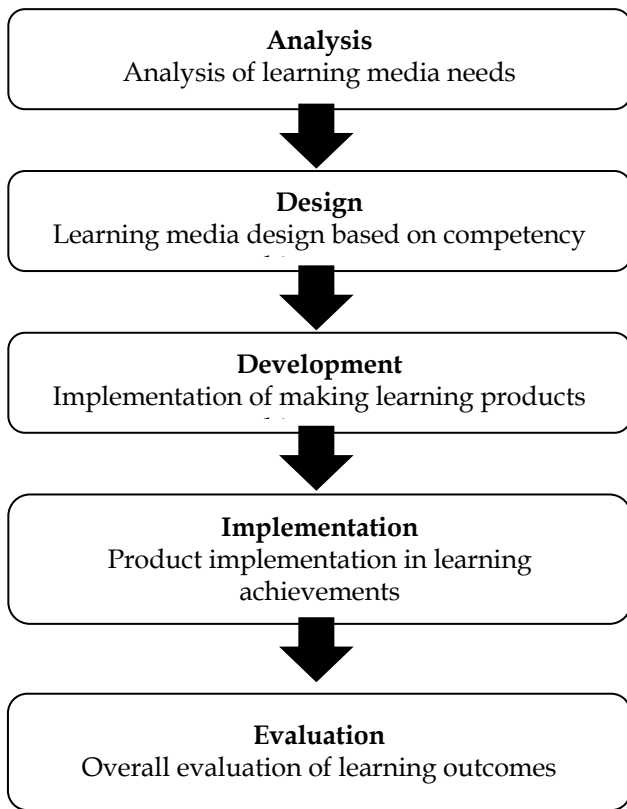 Analysis
Analysis of learning media needs
Design
Learning media design based on competency
Development
Implementation of making learning products
Implementation
Product implementation in learning
achievements
Evaluation
Overall evaluation of learning outcomes